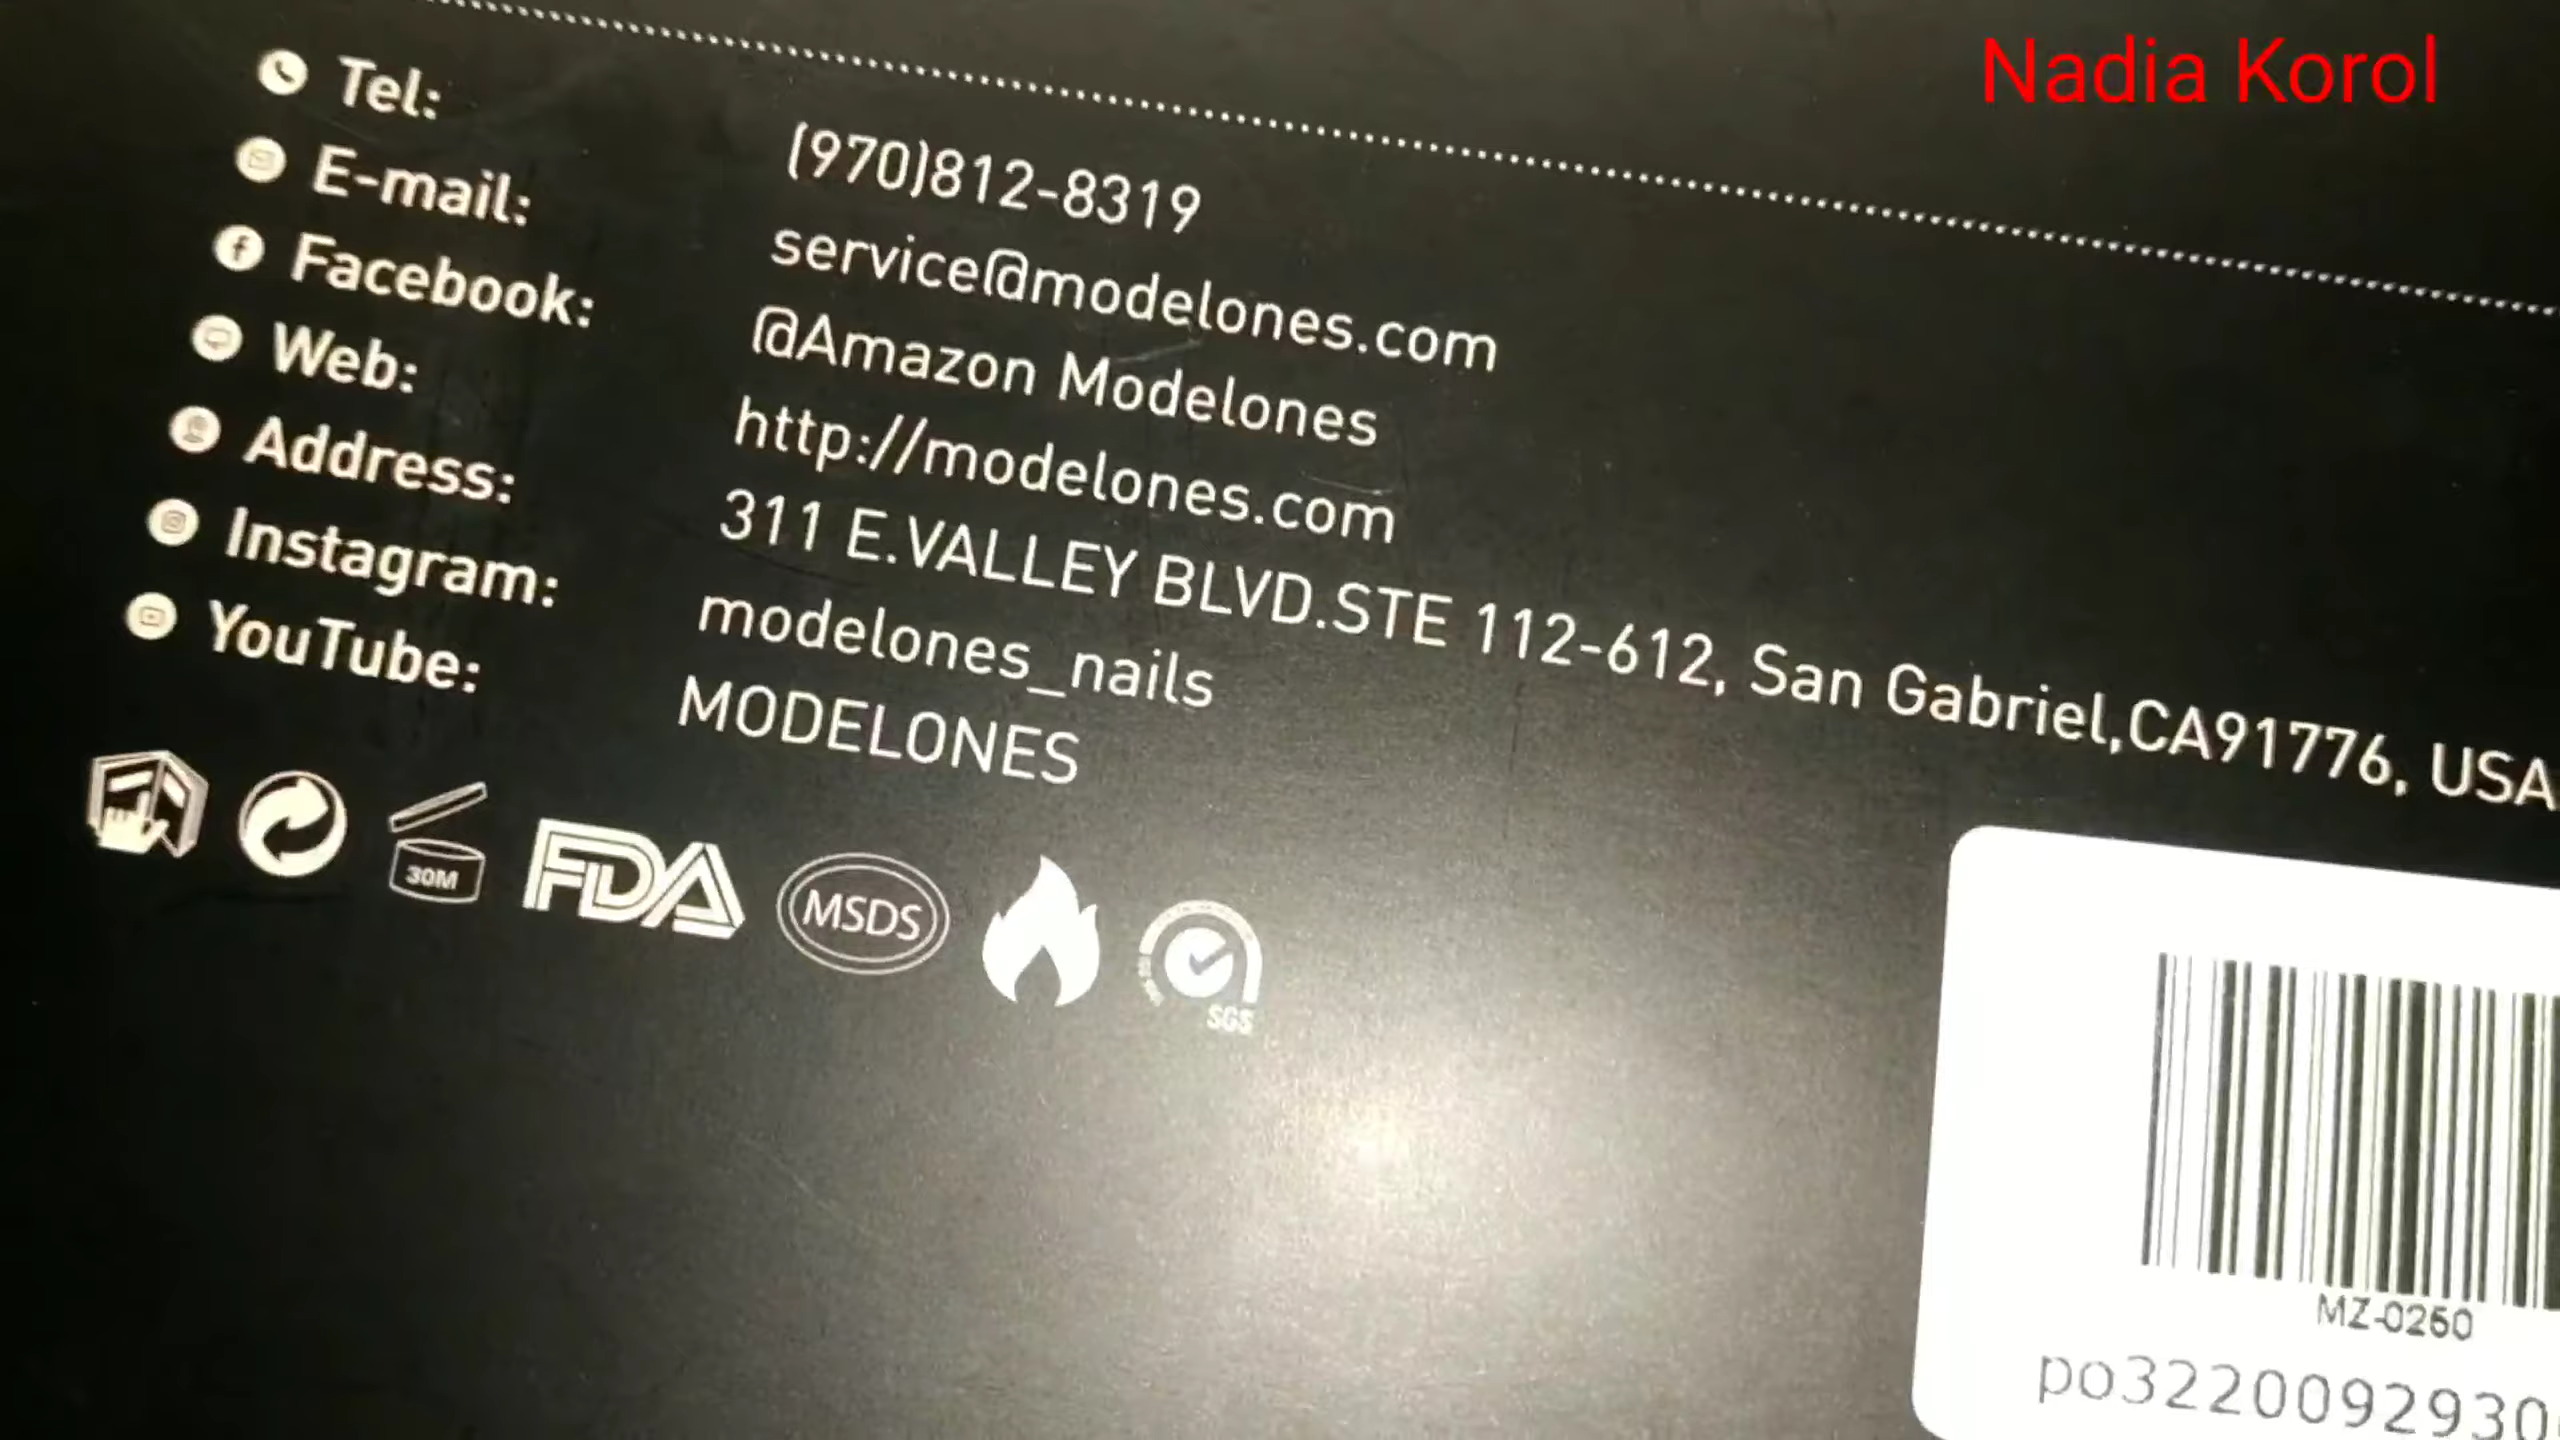 Nadia Korol
Tel: (970)812-8319
E-mail: service@modelones.com
Facebook: @Amazon Modelones
Web: http://modelones.com
Address: 311 E.VALLEY BLVD.STE 112-612, San Gabriel,CA91776, USA
Instagram: modelones_nails
YouTube: MODELONES
30M
FDA
MSDS
SGS
MZ-0260
po3220092930